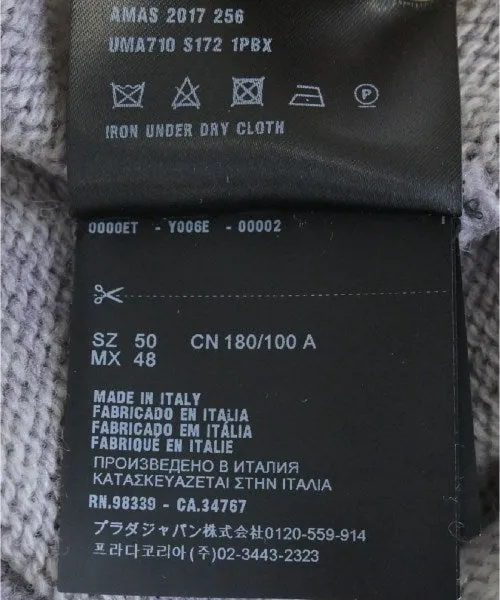 AMAS 2017 256
UMA710 S172 1PBX
P
IRON UNDER DRY CLOTH
0000ET - Y006E - 00002
SZ 50 CN 180/100 A
MX 48
MADE IN ITALY
FABRICADO EN ITALIA
FABRICADO EM ITÁLIA
FABRIQUÉ EN ITALIE
ПРОИЗВЕДЕНО В ИТАЛИЯ
ΚΑΤΑΣΚΕΥΑΖΕΤΑΙ ΣΤΗΝ ΙΤΑΛΙΑ
RN.98339 - CA.34767
プラダジャパン株式会社0120-559-914
프라다코리아(주)02-3443-2323